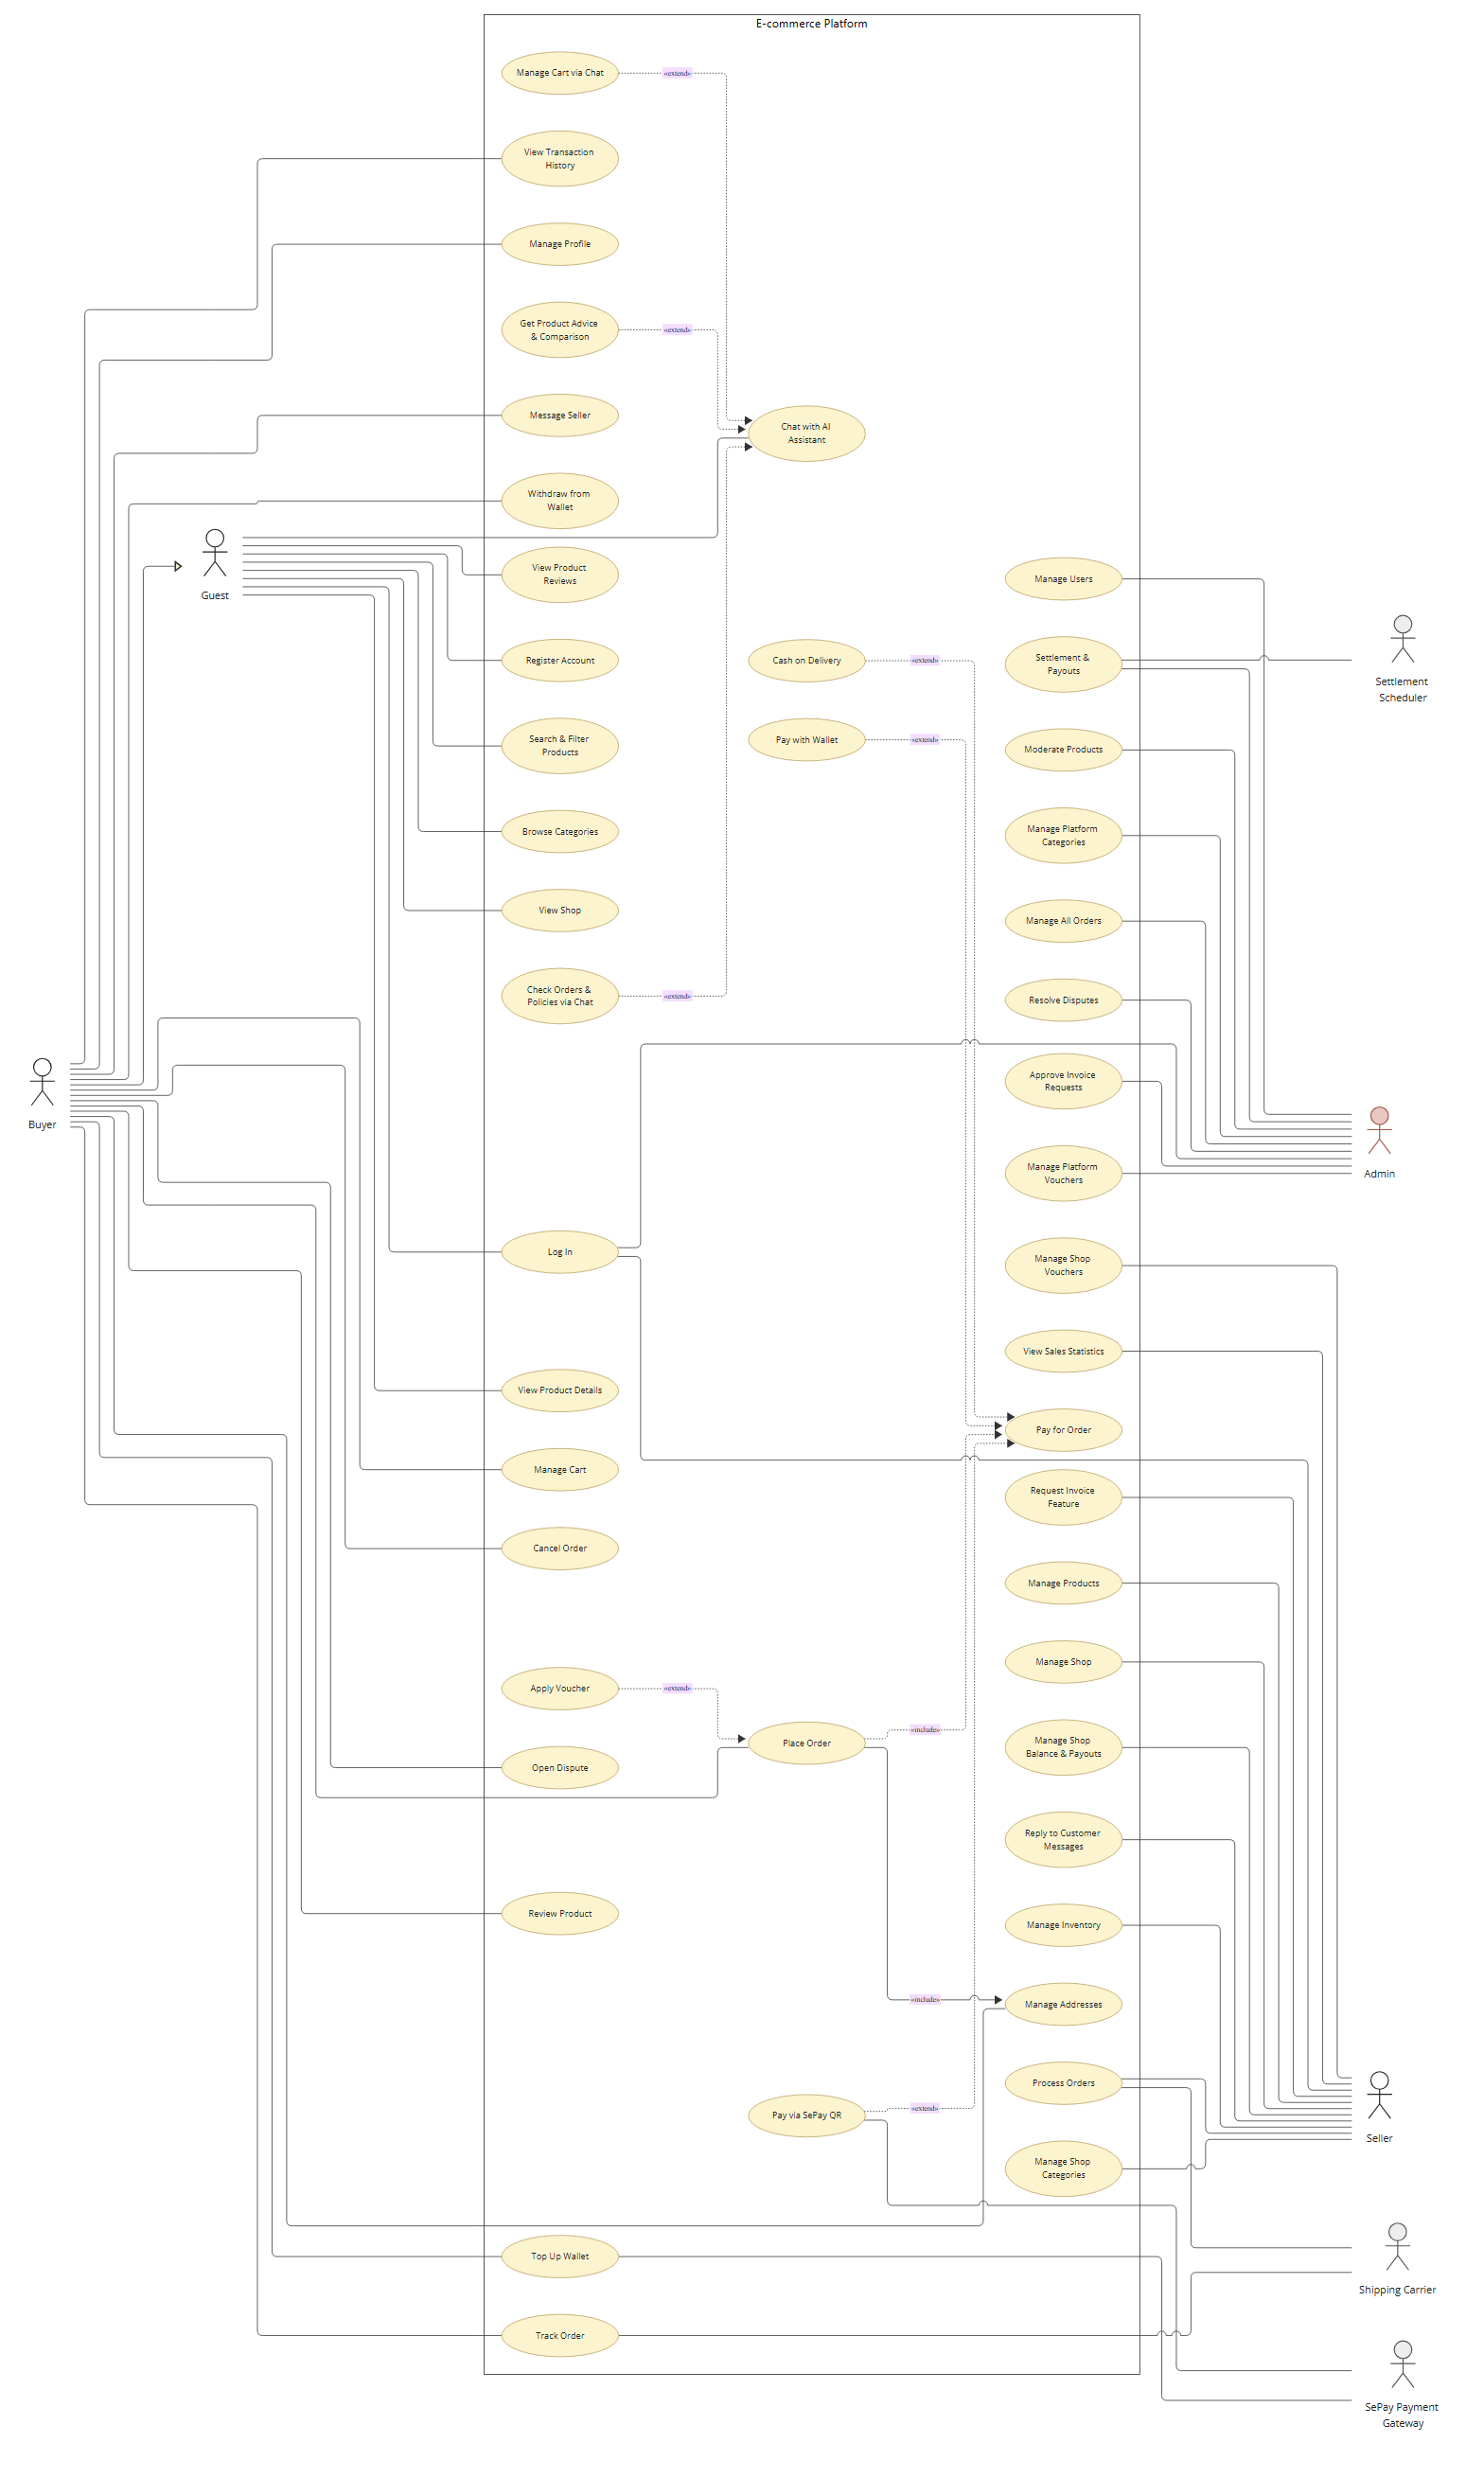 E-commerce Platform
Manage Cart via Chat
«extend»
View Transaction
History
Manage Profile
Get Product Advice
& Comparison
«extend»
Message Seller
Chat with AI
Assistant
Withdraw from
Wallet
Guest
View Product
Reviews
Manage Users
Register Account
Cash on Delivery
«extend»
Settlement &
Payouts
Settlement
Scheduler
Search & Filter
Products
Pay with Wallet
«extend»
Moderate Products
Browse Categories
Manage Platform
Categories
View Shop
Manage All Orders
Check Orders &
Policies via Chat
«extend»
Resolve Disputes
Buyer
Approve Invoice
Requests
Admin
Manage Platform
Vouchers
Log In
Manage Shop
Vouchers
View Sales Statistics
View Product Details
Pay for Order
Manage Cart
Request Invoice
Feature
Cancel Order
Manage Products
Manage Shop
Apply Voucher
«extend»
Place Order
«include»
Manage Shop
Balance & Payouts
Open Dispute
Reply to Customer
Messages
Review Product
Manage Inventory
«include»
Manage Addresses
Process Orders
Pay via SePay QR
«extend»
Seller
Manage Shop
Categories
Top Up Wallet
Shipping Carrier
Track Order
SePay Payment
Gateway